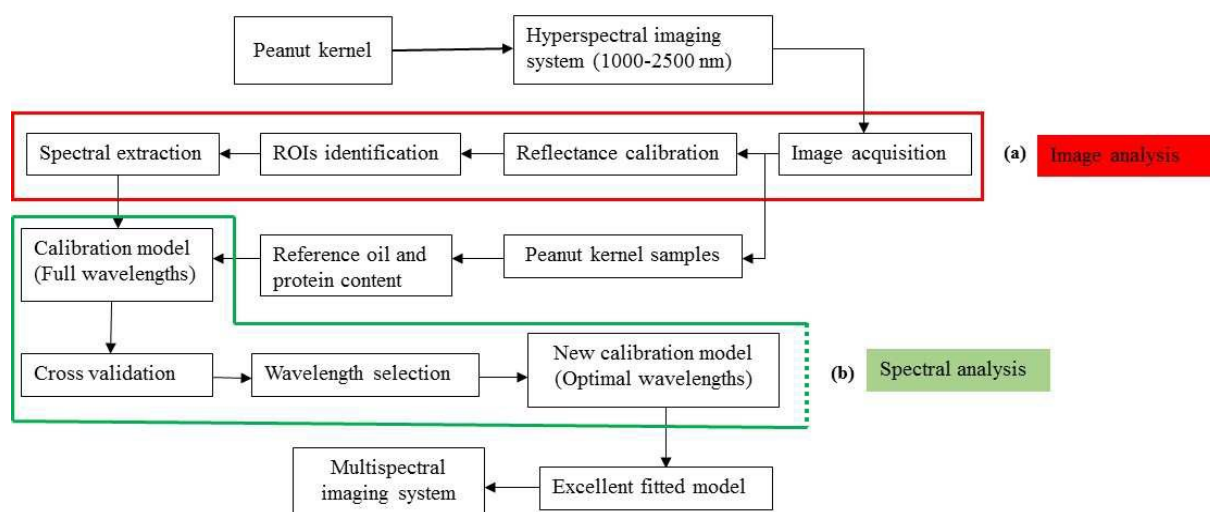 Peanut kernel
Hyperspectral imaging
system (1000-2500 nm)
Spectral extraction
ROIs identification
Reflectance calibration
Image acquisition
(a)
Image analysis
Calibration model
(Full wavelengths)
Reference oil and
protein content
Peanut kernel samples
Cross validation
Wavelength selection
New calibration model
(Optimal wavelengths)
(b)
Spectral analysis
Multispectral
imaging system
Excellent fitted model